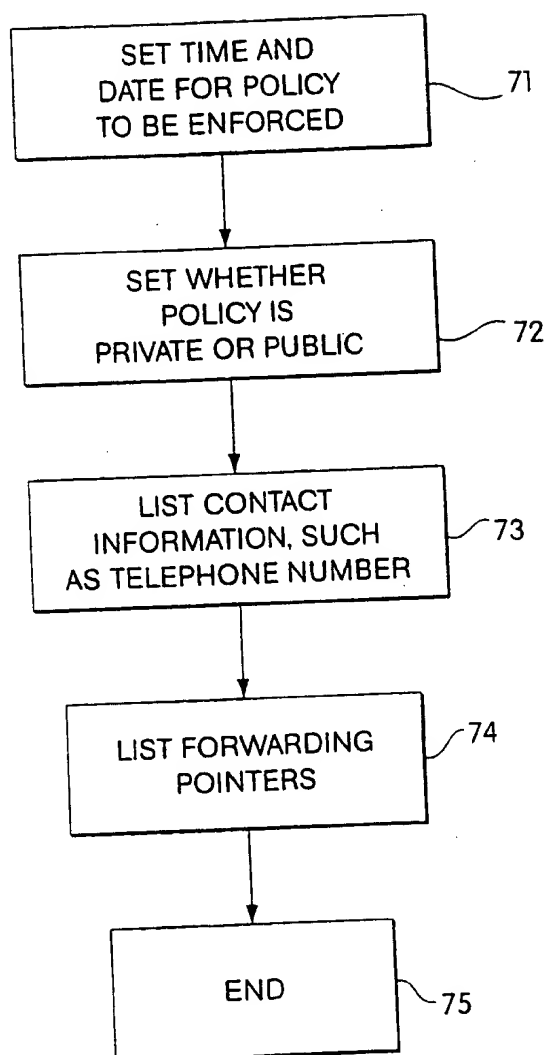 SET TIME AND
DATE FOR POLICY
TO BE ENFORCED
71
SET WHETHER
POLICY IS
PRIVATE OR PUBLIC
72
LIST CONTACT
INFORMATION, SUCH
AS TELEPHONE NUMBER
73
LIST FORWARDING
POINTERS
74
END
75